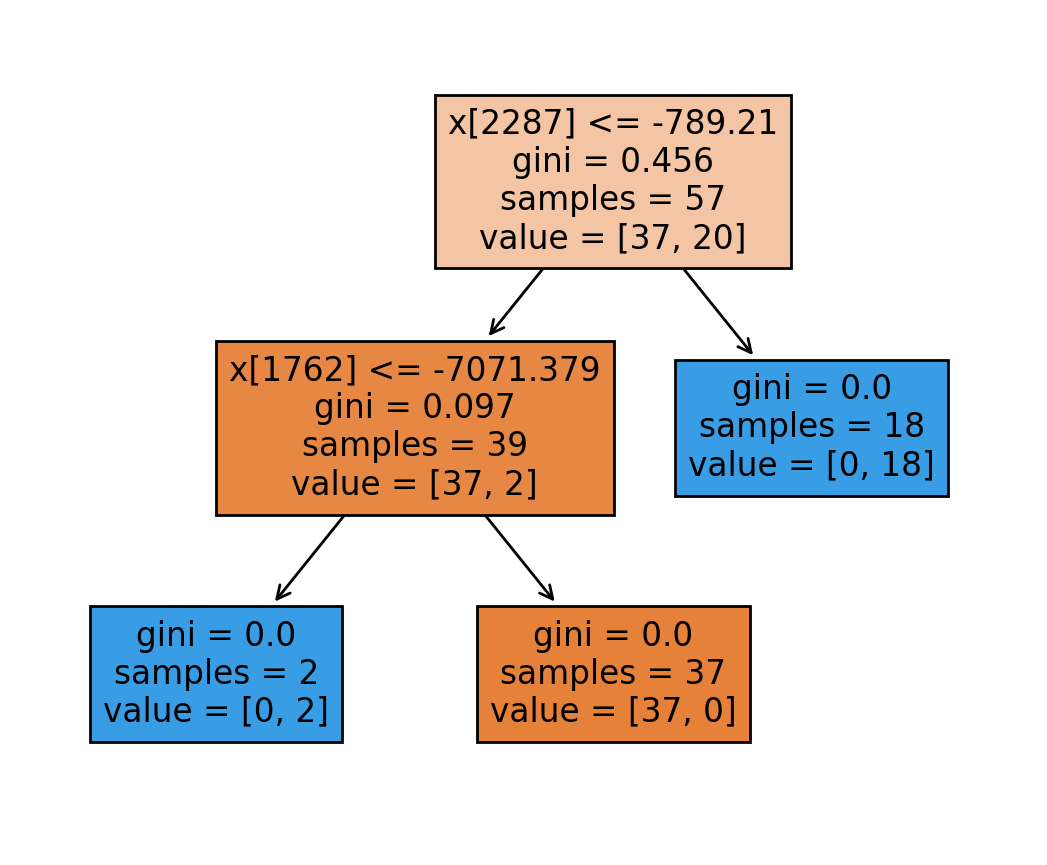 x[2287] <= -789.21
gini = 0.456
samples = 57
value = [37, 20]
x[1762] <= -7071.379
gini = 0.097
samples = 39
value = [37, 2]
gini = 0.0
samples = 18
value = [0, 18]
gini = 0.0
samples = 2
value = [0, 2]
gini = 0.0
samples = 37
value = [37, 0]